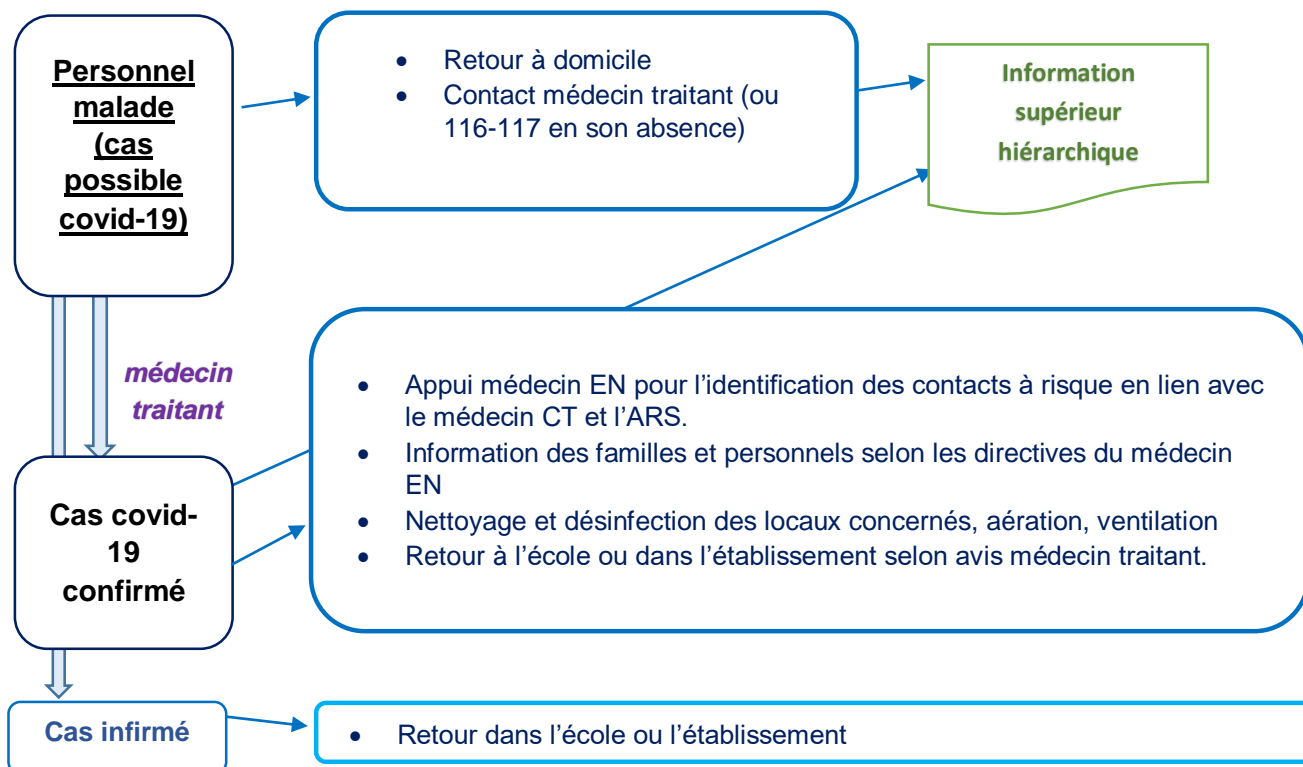 Personnel
malade
(cas
possible
covid-19)
• Retour à domicile
• Contact médecin traitant (ou
116-117 en son absence)
Information
supérieur
hiérarchique
médecin
traitant
Cas covid-
19
confirmé
• Appui médecin EN pour l’identification des contacts à risque en lien avec
le médecin CT et l’ARS.
• Information des familles et personnels selon les directives du médecin
EN
• Nettoyage et désinfection des locaux concernés, aération, ventilation
• Retour à l’école ou dans l’établissement selon avis médecin traitant.
Cas infirmé
• Retour dans l’école ou l’établissement